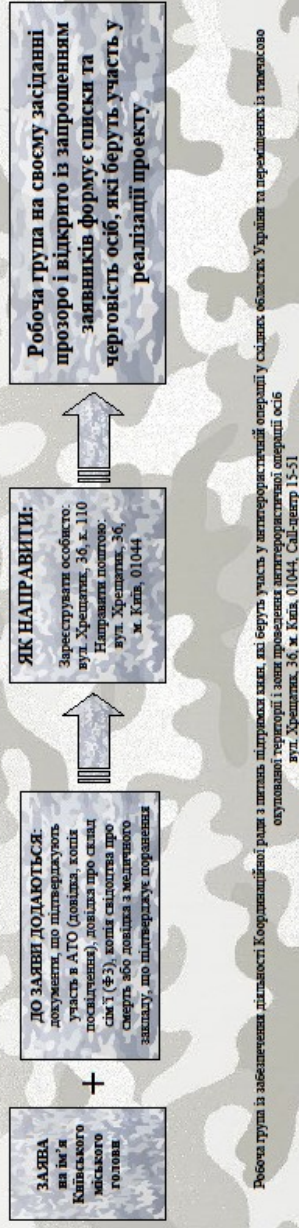 ЗАЯВА
на ім’я
Київського
міського
голови
+
ДО ЗАЯВИ ДОДАЮТЬСЯ:
документи, що підтверджують
участь в АТО (довідка, копія
посвідчення), довідка про склад
сім’ї (Ф3), копія свідоцтва про
смерть або довідка з медичного
закладу, що підтверджує поранення
ЯК НАПРАВИТИ:
Зареєструвати особисто:
вул. Хрещатик, 36, к. 110
Направити поштою:
вул. Хрещатик, 36,
м. Київ, 01044
Робоча група на своєму засіданні
прозоро і відкрито із запрошенням
заявників формує списки та
черговість осіб, які беруть участь у
реалізації проекту
Робоча група із забезпечення діяльності Координаційної ради з питань підтримки киян, які беруть участь у антитерористичній операції у східних областях України та переміщених із тимчасово
окупованої території і зони проведення антитерористичної операції осіб
вул. Хрещатик, 36, м. Київ, 01044, Call-центр 15-51